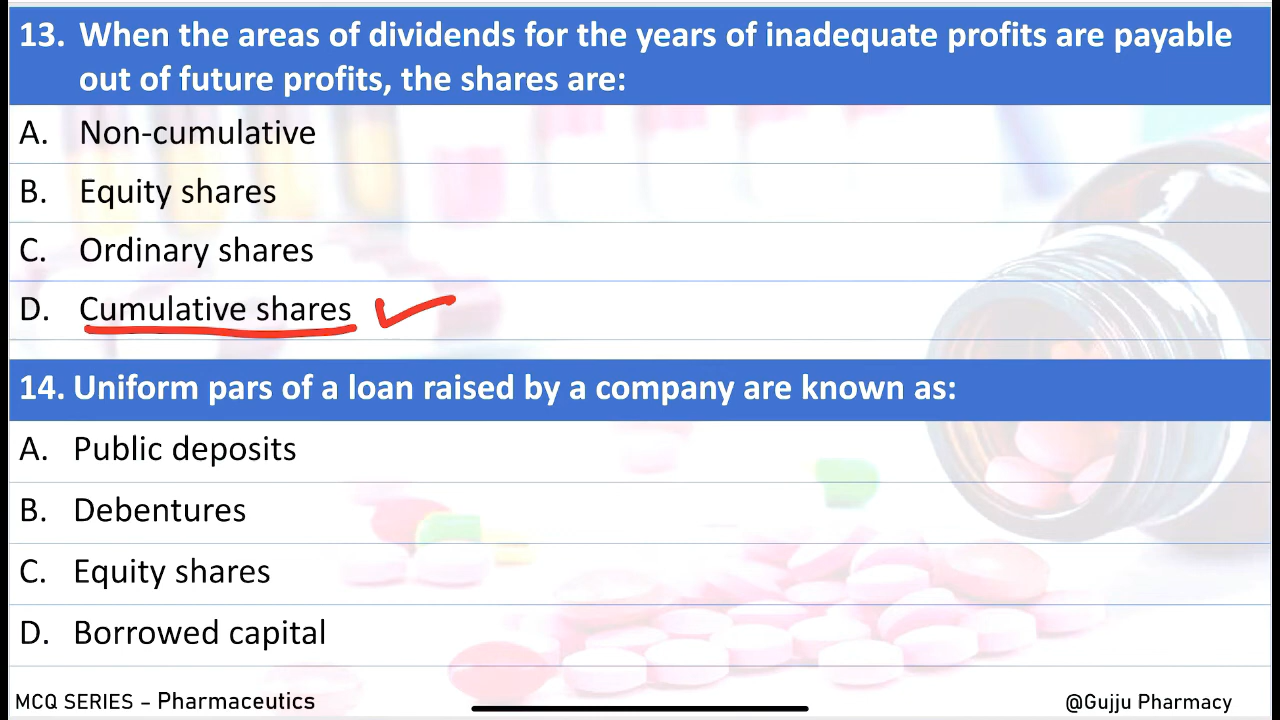 13. When the areas of dividends for the years of inadequate profits are payable
out of future profits, the shares are:
A. Non-cumulative
B. Equity shares
C. Ordinary shares
D. Cumulative shares
14. Uniform pars of a loan raised by a company are known as:
A. Public deposits
B. Debentures
C. Equity shares
D. Borrowed capital
MCQ SERIES – Pharmaceutics @Gujju Pharmacy